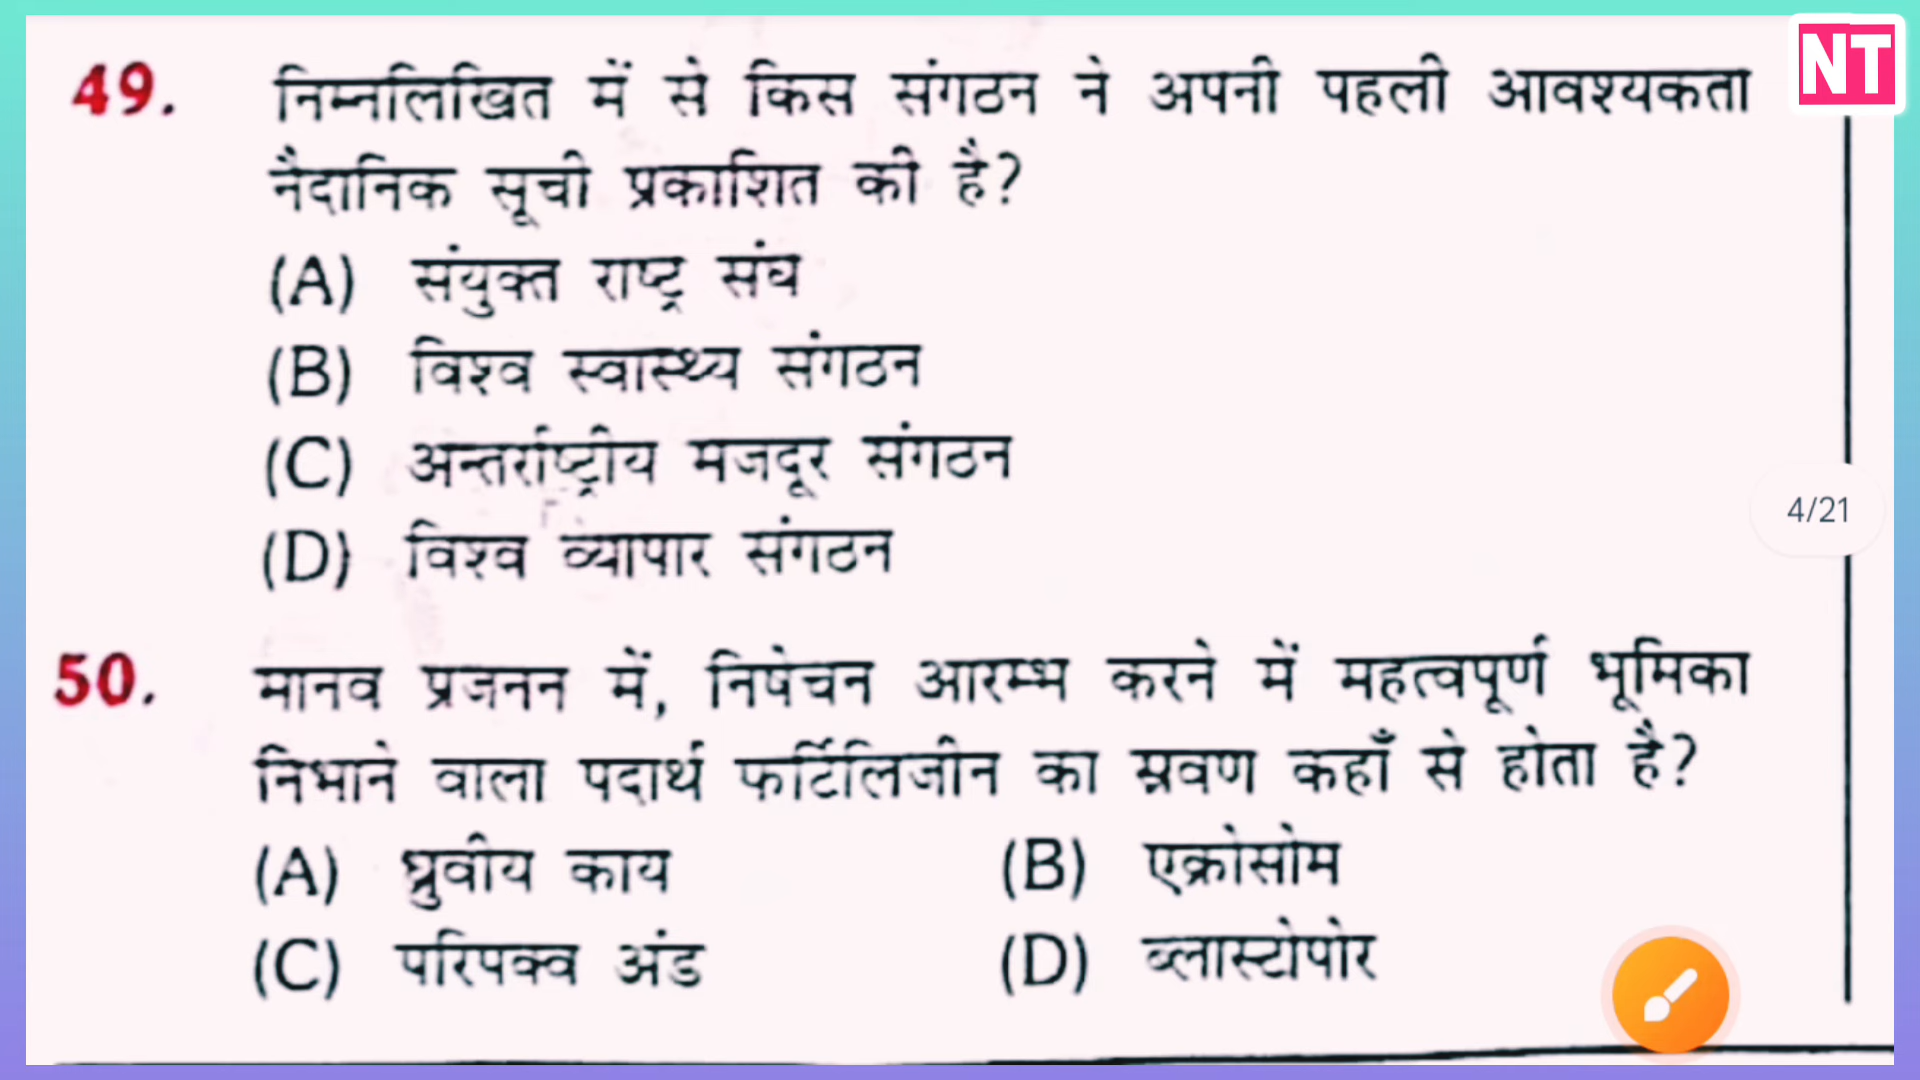 NT
49. निम्नलिखित में से किस संगठन ने अपनी पहली आवश्यकता
नैदानिक सूची प्रकाशित की है?
(A) संयुक्त राष्ट्र संघ
(B) विश्व स्वास्थ्य संगठन
(C) अन्तर्राष्ट्रीय मजदूर संगठन
(D) विश्व व्यापार संगठन
4/21
50. मानव प्रजनन में, निषेचन आरम्भ करने में महत्वपूर्ण भूमिका
निभाने वाला पदार्थ फर्टिलिजीन का स्रवण कहाँ से होता है?
(A) ध्रुवीय काय (B) एक्रोसोम
(C) परिपक्व अंड (D) ब्लास्टोपोर